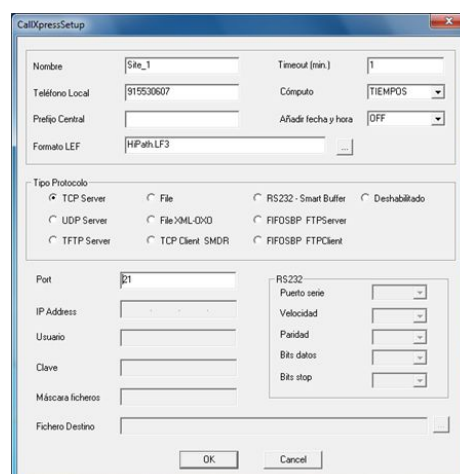 CallXpressSetup
Nombre Site_1 Timeout (min.) 1
Teléfono Local 915530607 Cómputo TIEMPOS
Prefijo Central Añadir fecha y hora OFF
Formato LEF HiPath.LF3 ...
Tipo Protocolo
TCP Server File RS232 - Smart Buffer Deshabilitado
UDP Server File XML-OXO FIFOSBP FTPServer
TFTP Server TCP Client SMDR FIFOSBP FTPClient
Port 21
IP Address
Usuario
Clave
Máscara ficheros
RS232
Puerto serie
Velocidad
Paridad
Bits datos
Bits stop
Fichero Destino ...
OK Cancel